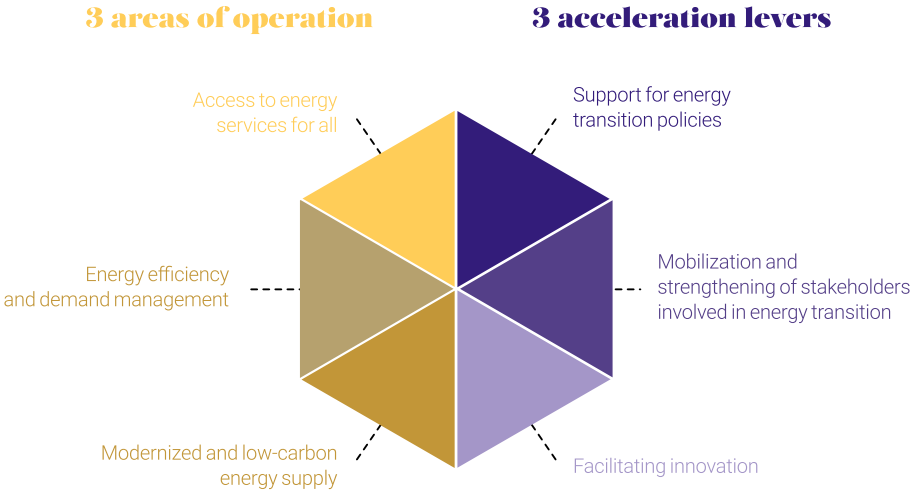 3 areas of operation
3 acceleration levers
Access to energy
services for all
Energy efficiency
and demand management
Modernized and low-carbon
energy supply
Support for energy
transition policies
Mobilization and
strengthening of stakeholders
involved in energy transition
Facilitating innovation